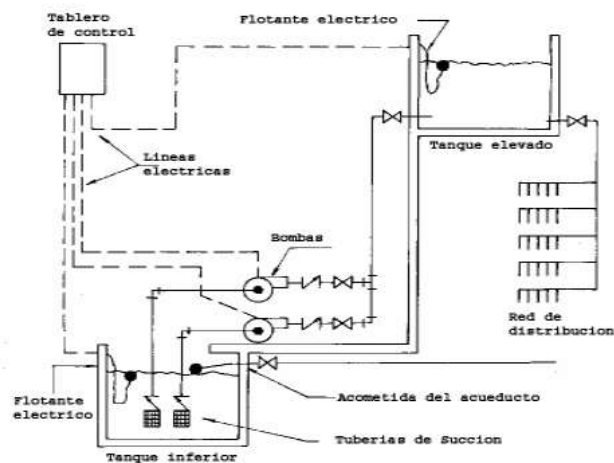 Tablero
de control
Flotante electrico
Lineas
electricas
Tanque elevado
Bombas
Red de
distribucion
Flotante
electrico
Acometida del acueducto
Tuberias de Succion
Tanque inferior